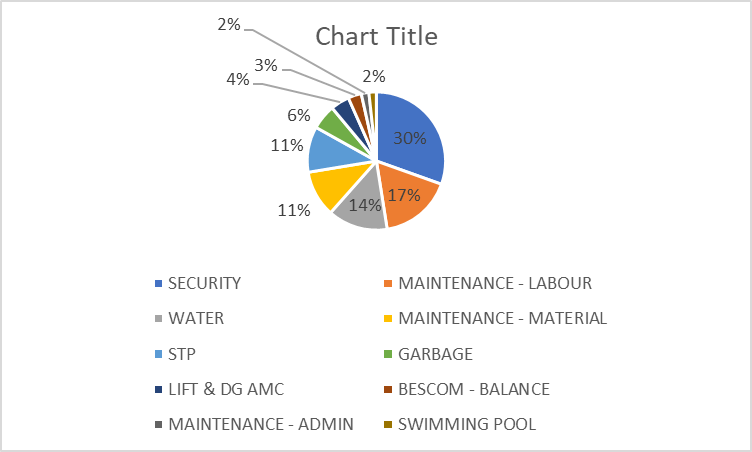 2%
Chart Title
3%
2%
4%
6%
30%
11%
17%
14%
11%
SECURITY
MAINTENANCE - LABOUR
WATER
MAINTENANCE - MATERIAL
STP
GARBAGE
LIFT & DG AMC
BESCOM - BALANCE
MAINTENANCE - ADMIN
SWIMMING POOL